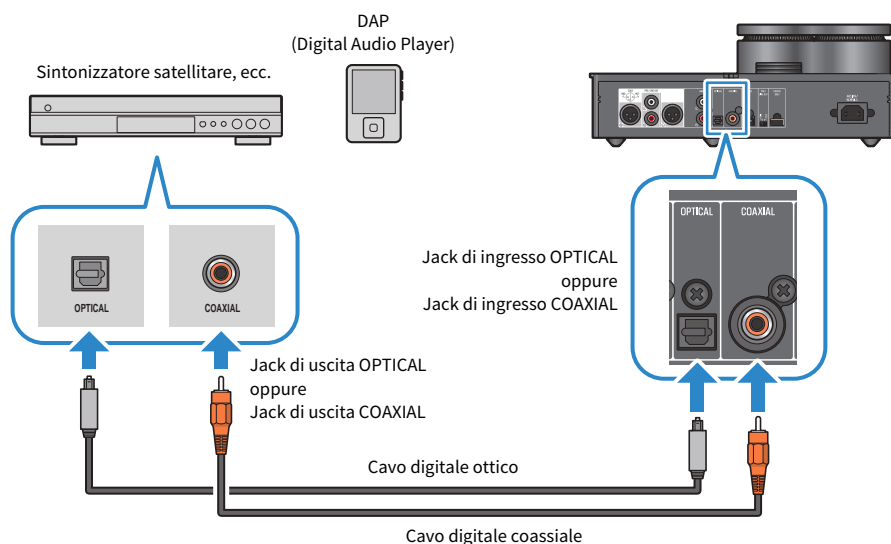 DAP
(Digital Audio Player)
Sintonizzatore satellitare, ecc.
OPTICAL
COAXIAL
Jack di uscita OPTICAL
oppure
Jack di uscita COAXIAL
Jack di ingresso OPTICAL
oppure
Jack di ingresso COAXIAL
OPTICAL
COAXIAL
Cavo digitale ottico
Cavo digitale coassiale